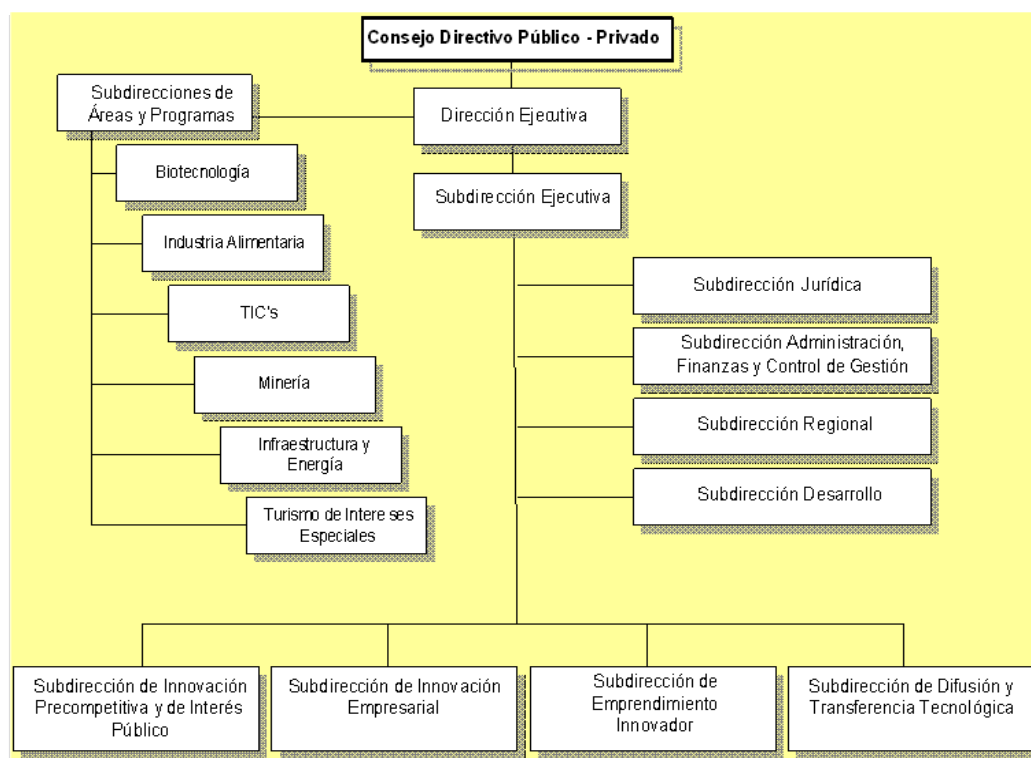 Consejo Directivo Público - Privado
Subdirecciones de
Áreas y Programas
Dirección Ejecutiva
Biotecnología
Subdirección Ejecutiva
Industria Alimentaria
TIC's
Minería
Infraestructura y
Energía
Turismo de Intereses
Especiales
Subdirección Jurídica
Subdirección Administración,
Finanzas y Control de Gestión
Subdirección Regional
Subdirección Desarrollo
Subdirección de Innovación
Precompetitiva y de Interés
Público
Subdirección de Innovación
Empresarial
Subdirección de
Emprendimiento
Innovador
Subdirección de Difusión y
Transferencia Tecnológica